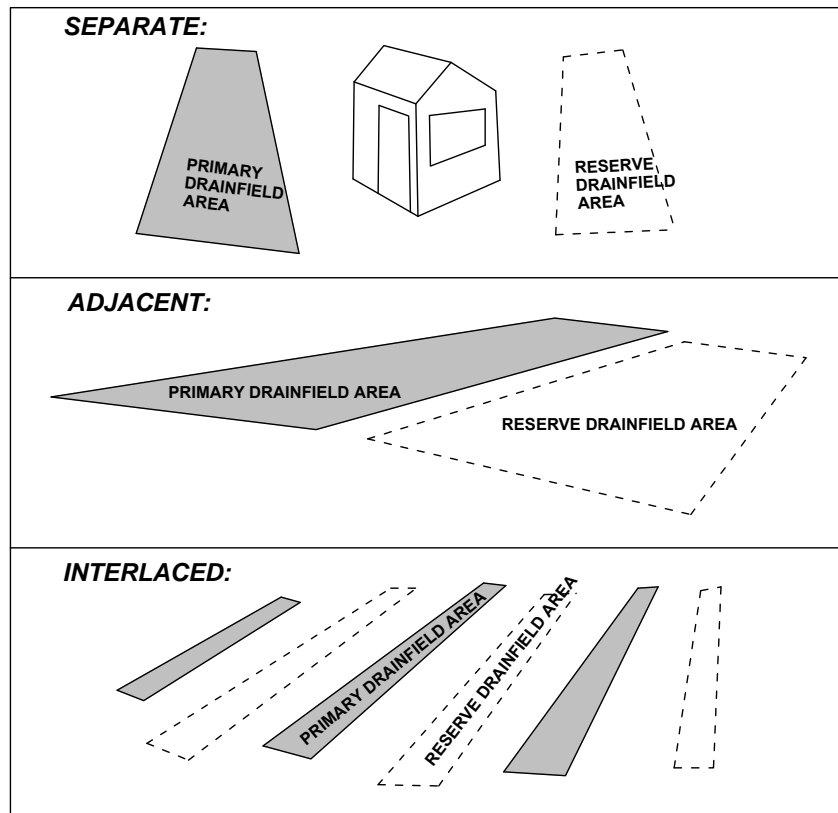 SEPARATE:
PRIMARY
DRAINFIELD
AREA
RESERVE
DRAINFIELD
AREA
ADJACENT:
PRIMARY DRAINFIELD AREA
RESERVE DRAINFIELD AREA
INTERLACED:
PRIMARY DRAINFIELD AREA
RESERVE DRAINFIELD AREA